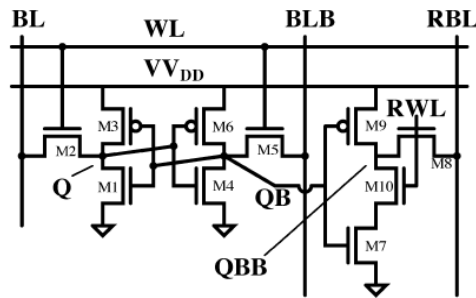 BL WL BLB RBL
VVDD
M3 M6 M9 RWL
M2 M5 M8
Q M1 M4 QB M10
QBB M7